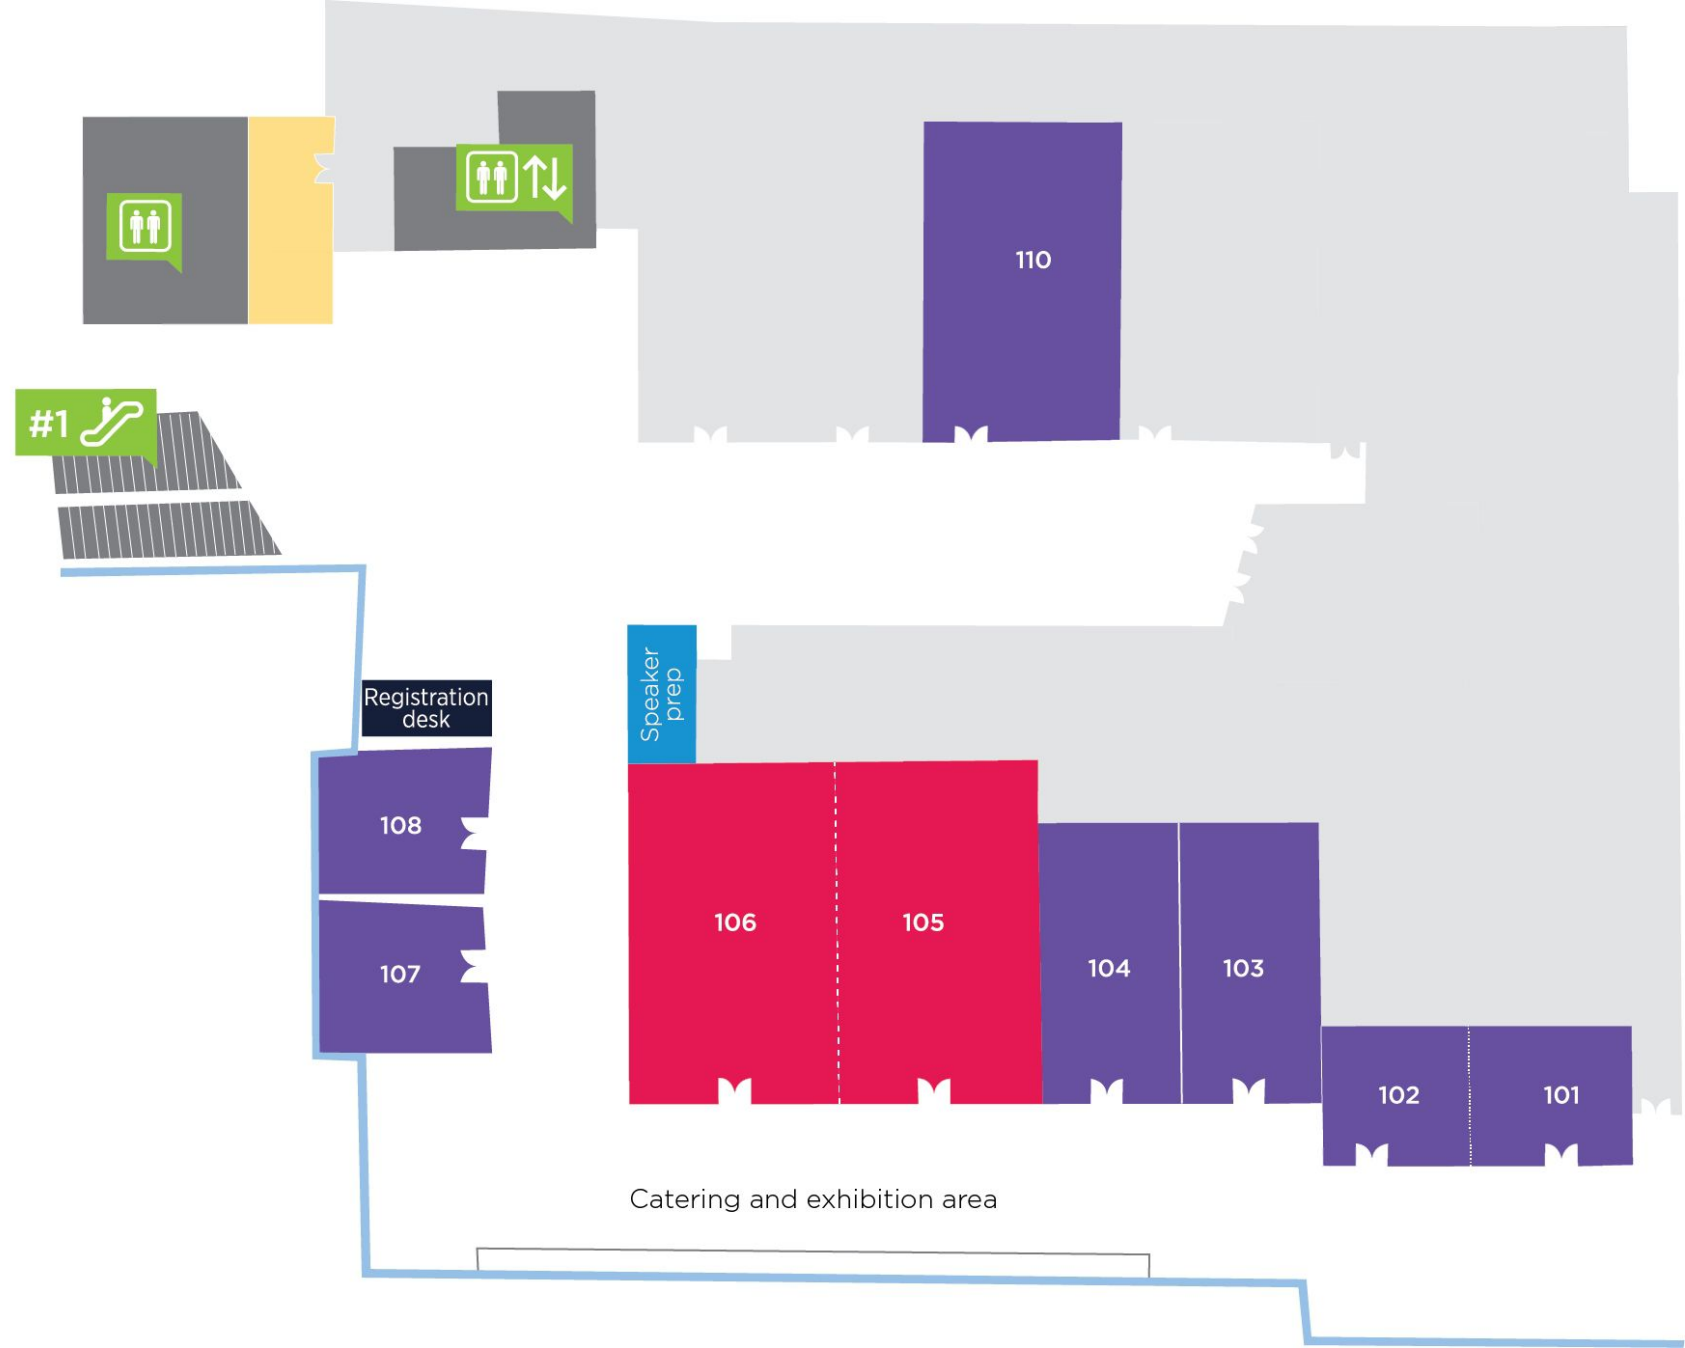 110
#1
Speaker
prep
Registration
desk
108
106
105
107
104
103
102
101
Catering and exhibition area